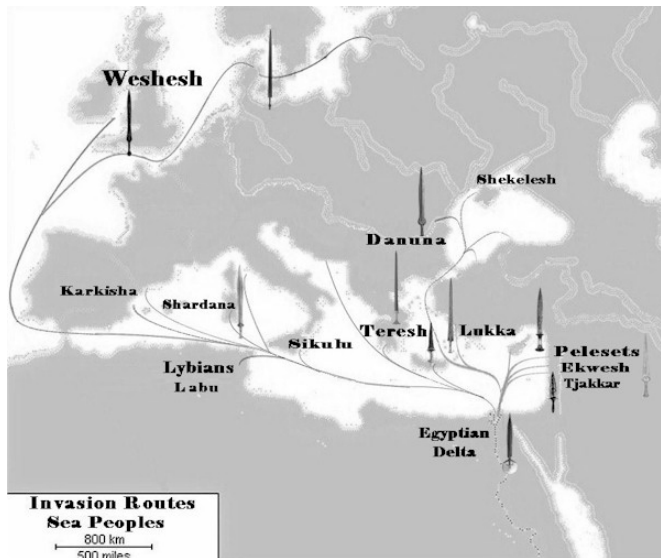 Weshesh
Shekelesh
Danuna
Karkisha
Shardana
Sikulu
Teresh
Lukka
Lybians
Labu
Pelesets
Ekwesh
Tjakkar
Egyptian
Delta
Invasion Routes
Sea Peoples
800 km
500 miles